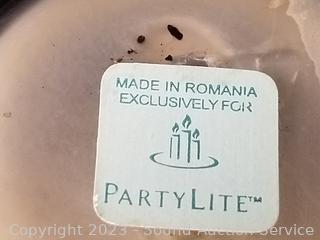 MADE IN ROMANIA
EXCLUSIVELY FOR
PARTYLITE™
Copyright 2023 - Sound Auction Service